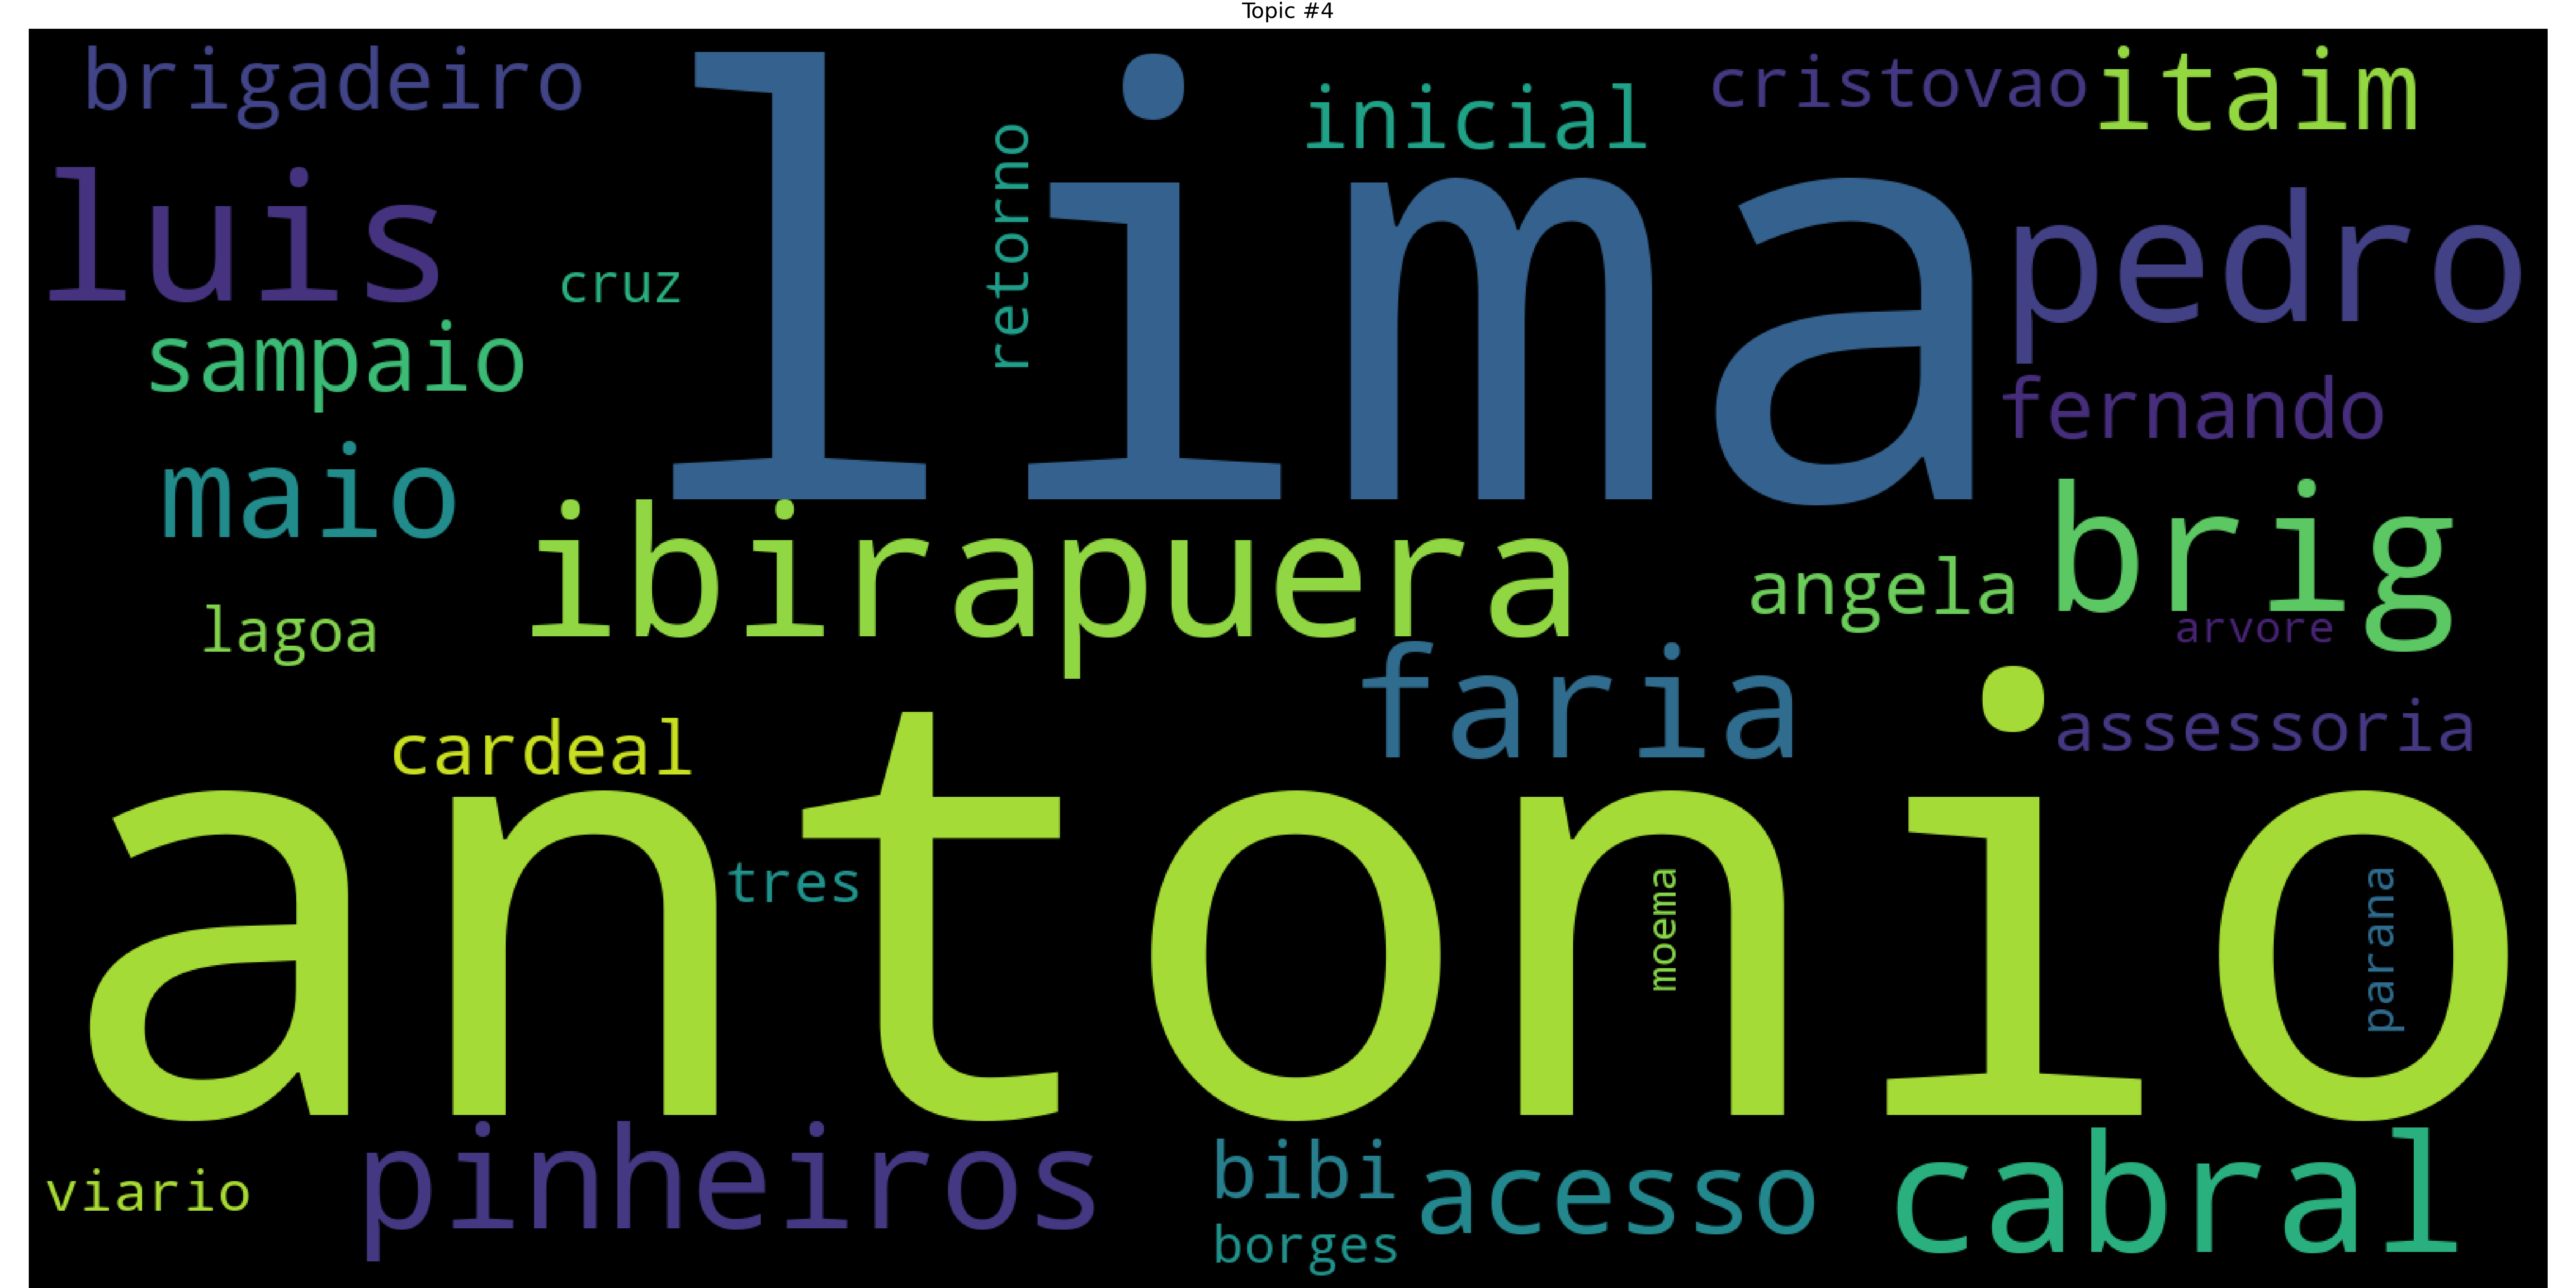 Topic #4
brigadeiro
lima
inicial
cristovao
itaim
retorno
luis
pedro
cruz
sampaio
fernando
maio
ibirapuera
brig
angela
lagoa
arvore
faria
cardeal
assessoria
antonio
tres
moema
parana
viario
pinheiros
bibi
acesso
cabral
borges